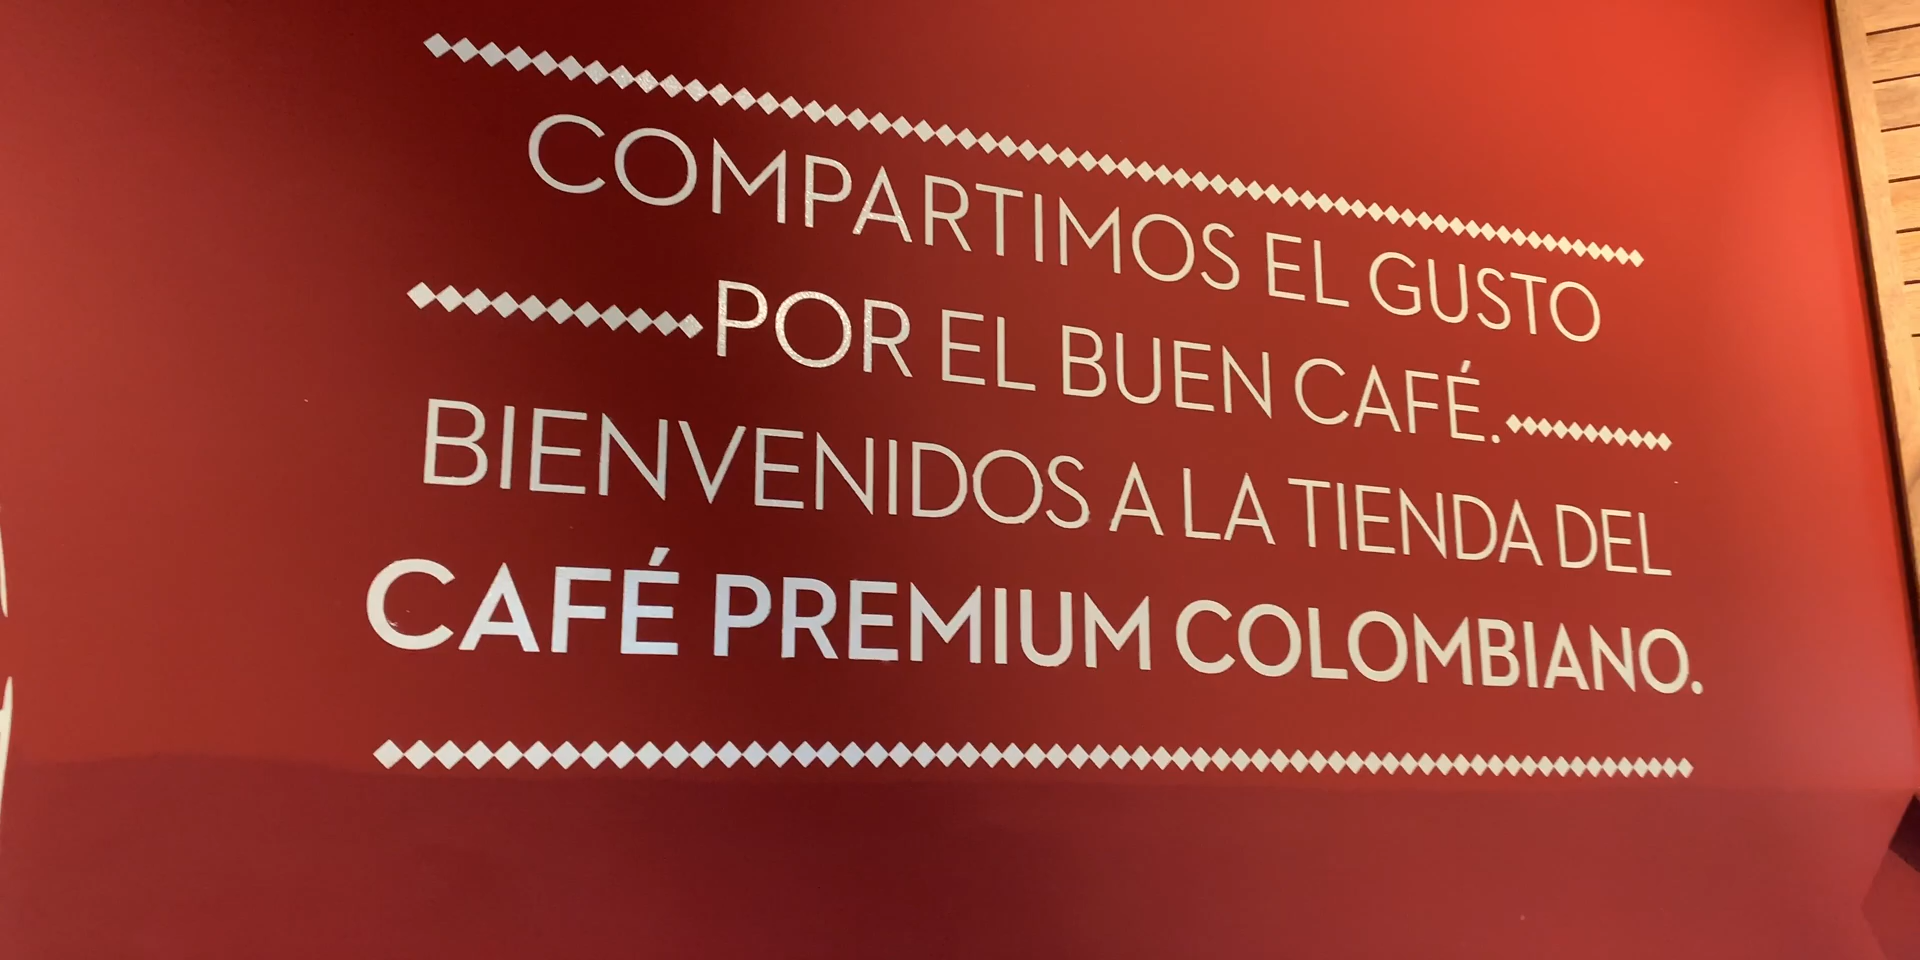 COMPARTIMOS EL GUSTO
POR EL BUEN CAFÉ.
BIENVENIDOS A LA TIENDA DEL
CAFÉ PREMIUM COLOMBIANO.